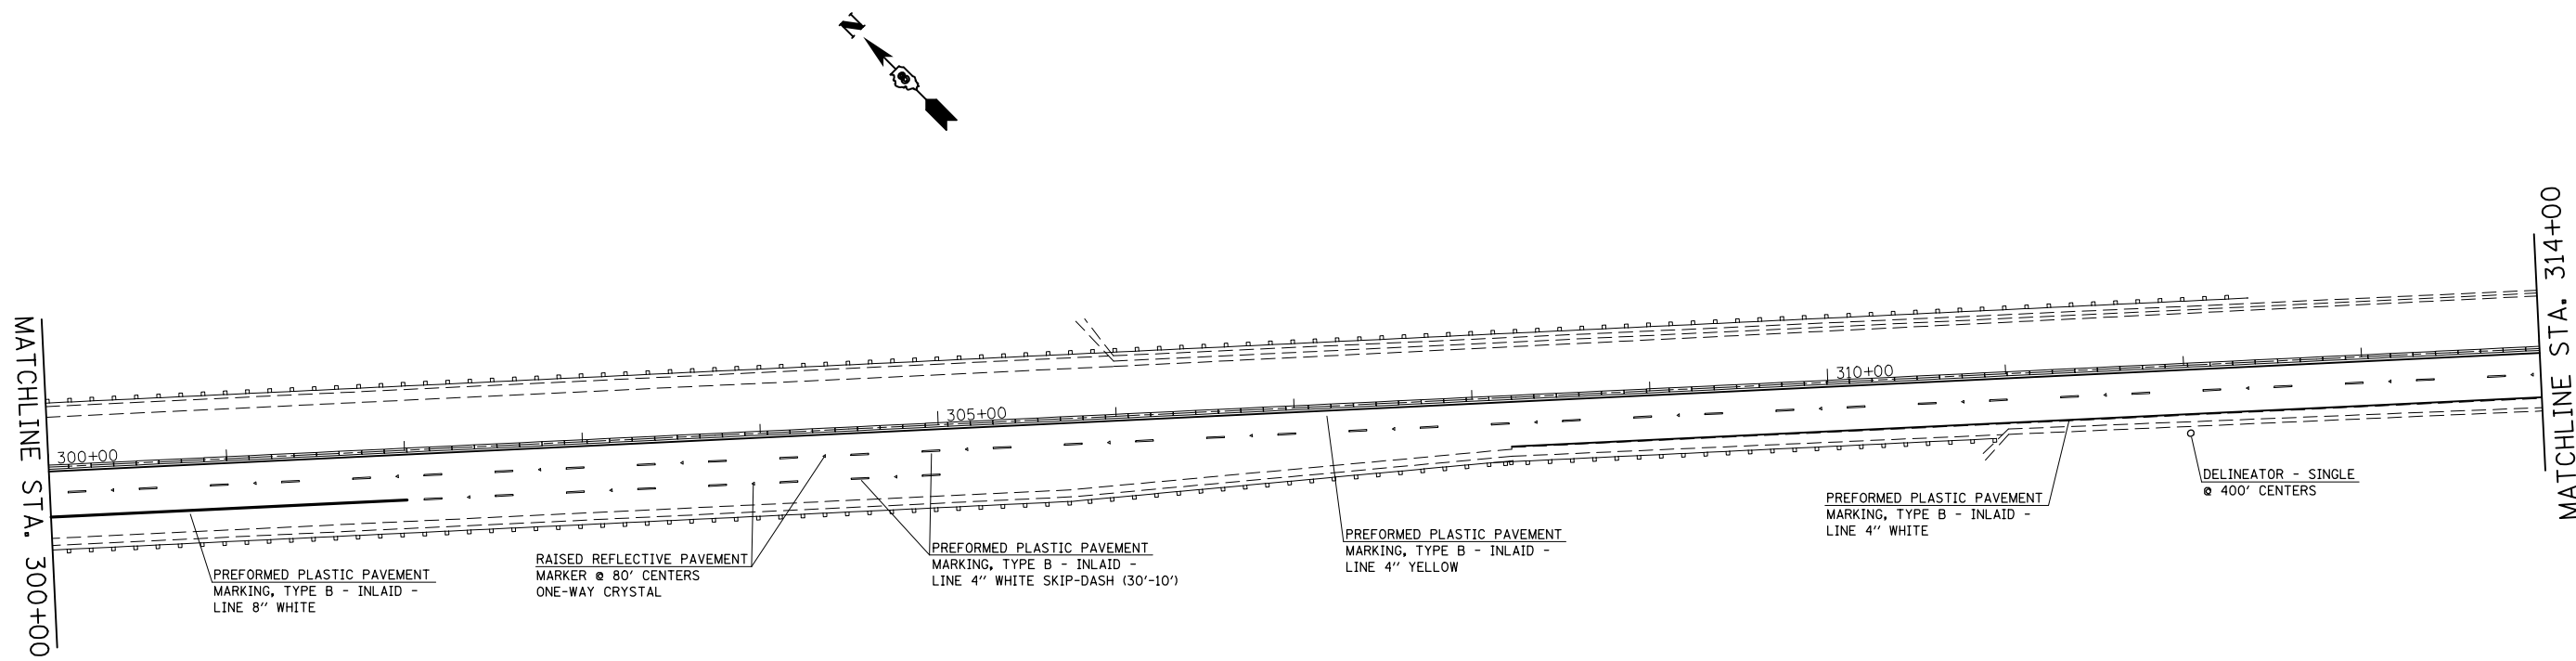 N
MATCHLINE STA. 300+00
300+00
305+00
310+00
MATCHLINE STA. 314+00
PREFORMED PLASTIC PAVEMENT
MARKING, TYPE B - INLAID -
LINE 8" WHITE
RAISED REFLECTIVE PAVEMENT
MARKER @ 80' CENTERS
ONE-WAY CRYSTAL
PREFORMED PLASTIC PAVEMENT
MARKING, TYPE B - INLAID -
LINE 4" WHITE SKIP-DASH (30'-10')
PREFORMED PLASTIC PAVEMENT
MARKING, TYPE B - INLAID -
LINE 4" YELLOW
PREFORMED PLASTIC PAVEMENT
MARKING, TYPE B - INLAID -
LINE 4" WHITE
DELINEATOR - SINGLE
@ 400' CENTERS